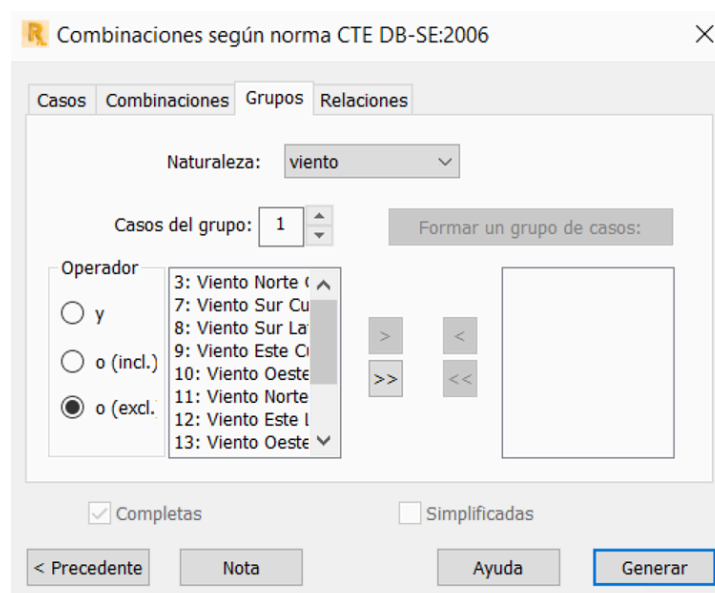 Combinaciones según norma CTE DB-SE:2006
Casos Combinaciones Grupos Relaciones
Naturaleza: viento
Casos del grupo: 1 Formar un grupo de casos:
Operador
y
o (incl.)
o (excl.
3: Viento Norte
7: Viento Sur Cu
8: Viento Sur La
9: Viento Este Cu
10: Viento Oeste
11: Viento Norte
12: Viento Este L
13: Viento Oeste
> <
>> <<
Completas Simplificadas
< Precedente Nota Ayuda Generar